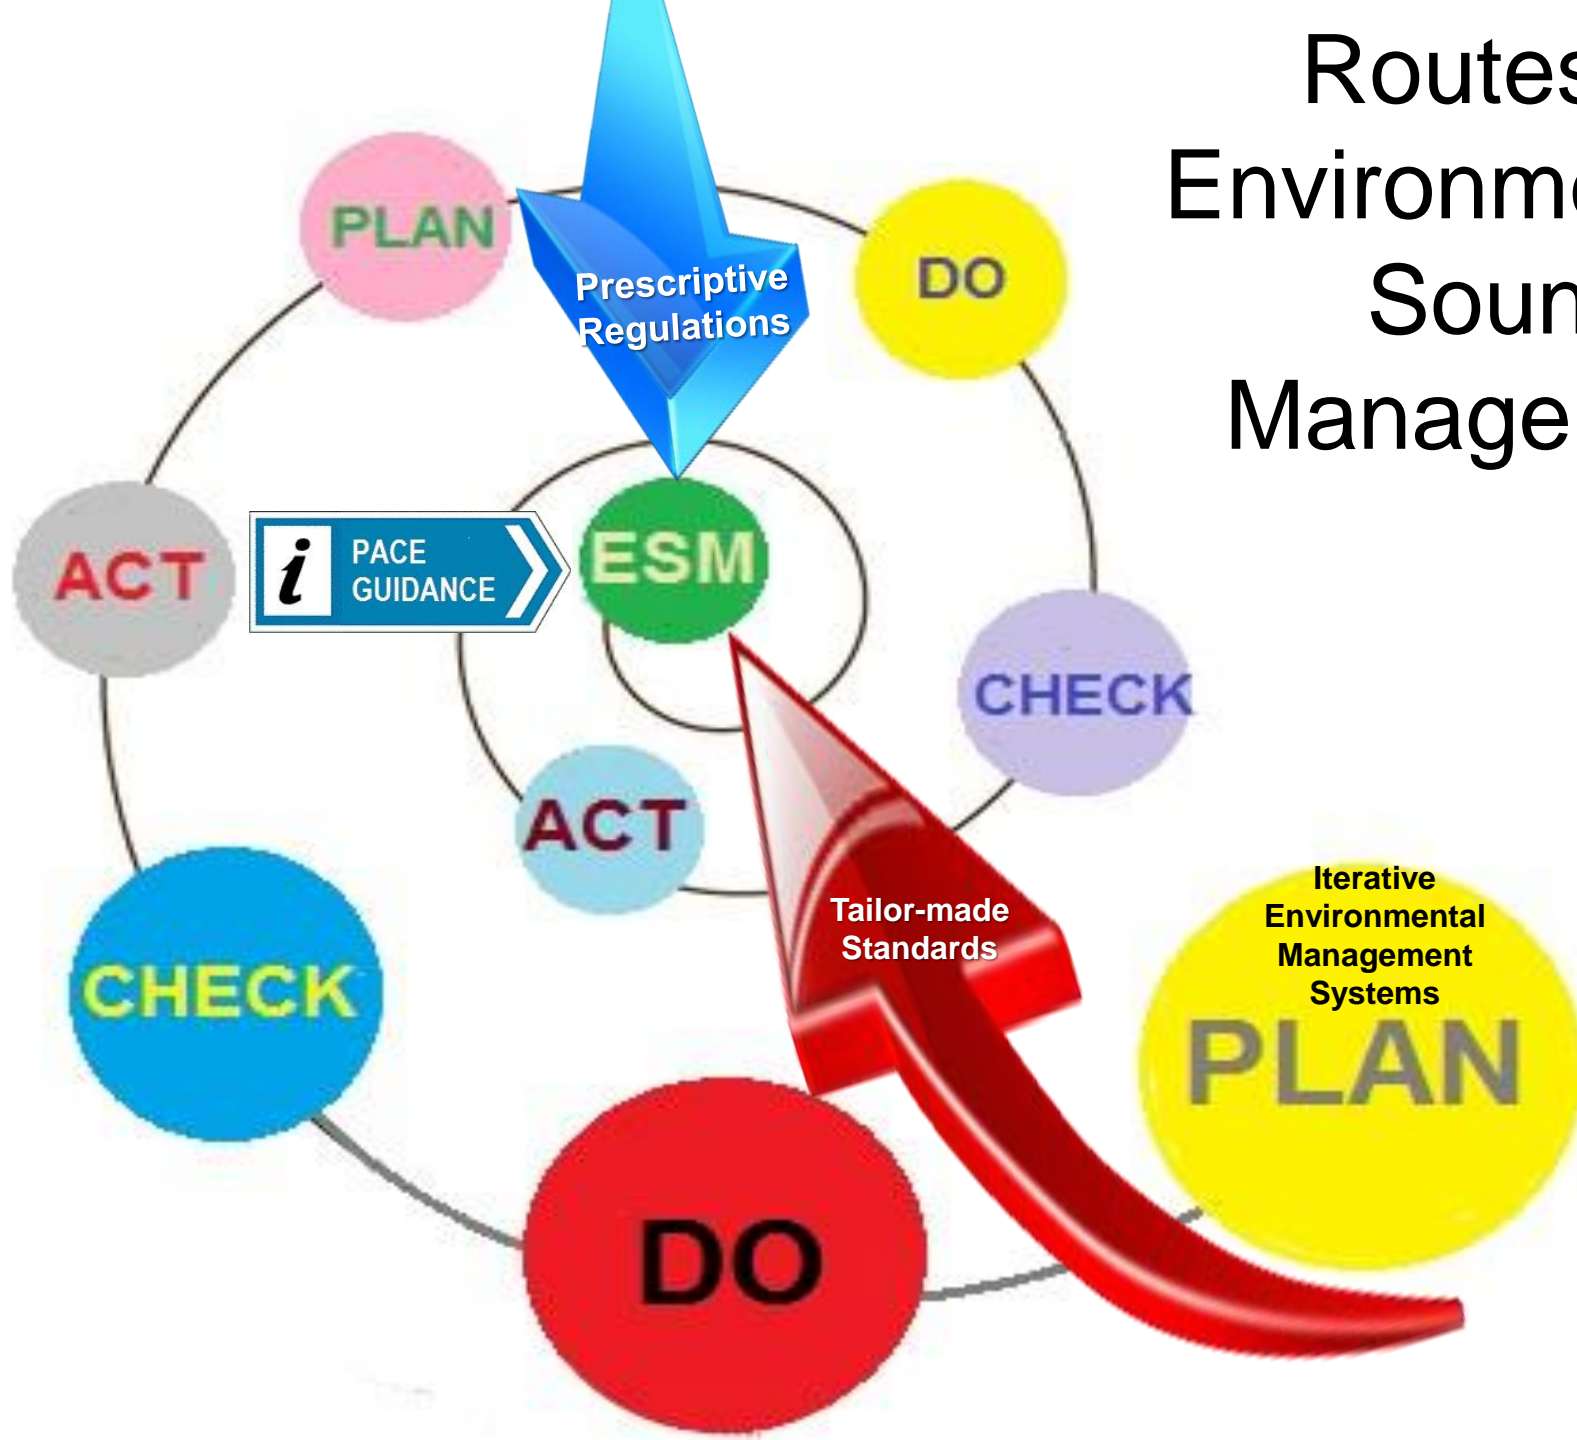 Routes
Environme
Soun
Manage
PLAN
Prescriptive
Regulations
DO
ACT
i
PACE
GUIDANCE
ESM
CHECK
ACT
Tailor-made
Standards
Iterative
Environmental
Management
Systems
PLAN
CHECK
DO